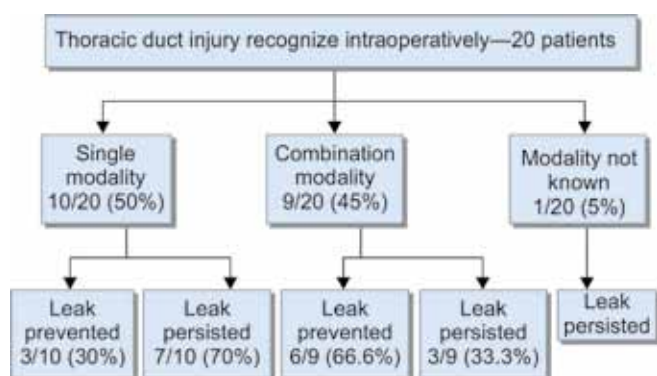 Thoracic duct injury recognize intraoperatively—20 patients
Single
modality
10/20 (50%)
Combination
modality
9/20 (45%)
Modality not
known
1/20 (5%)
Leak
prevented
3/10 (30%)
Leak
persisted
7/10 (70%)
Leak
prevented
6/9 (66.6%)
Leak
persisted
3/9 (33.3%)
Leak
persisted